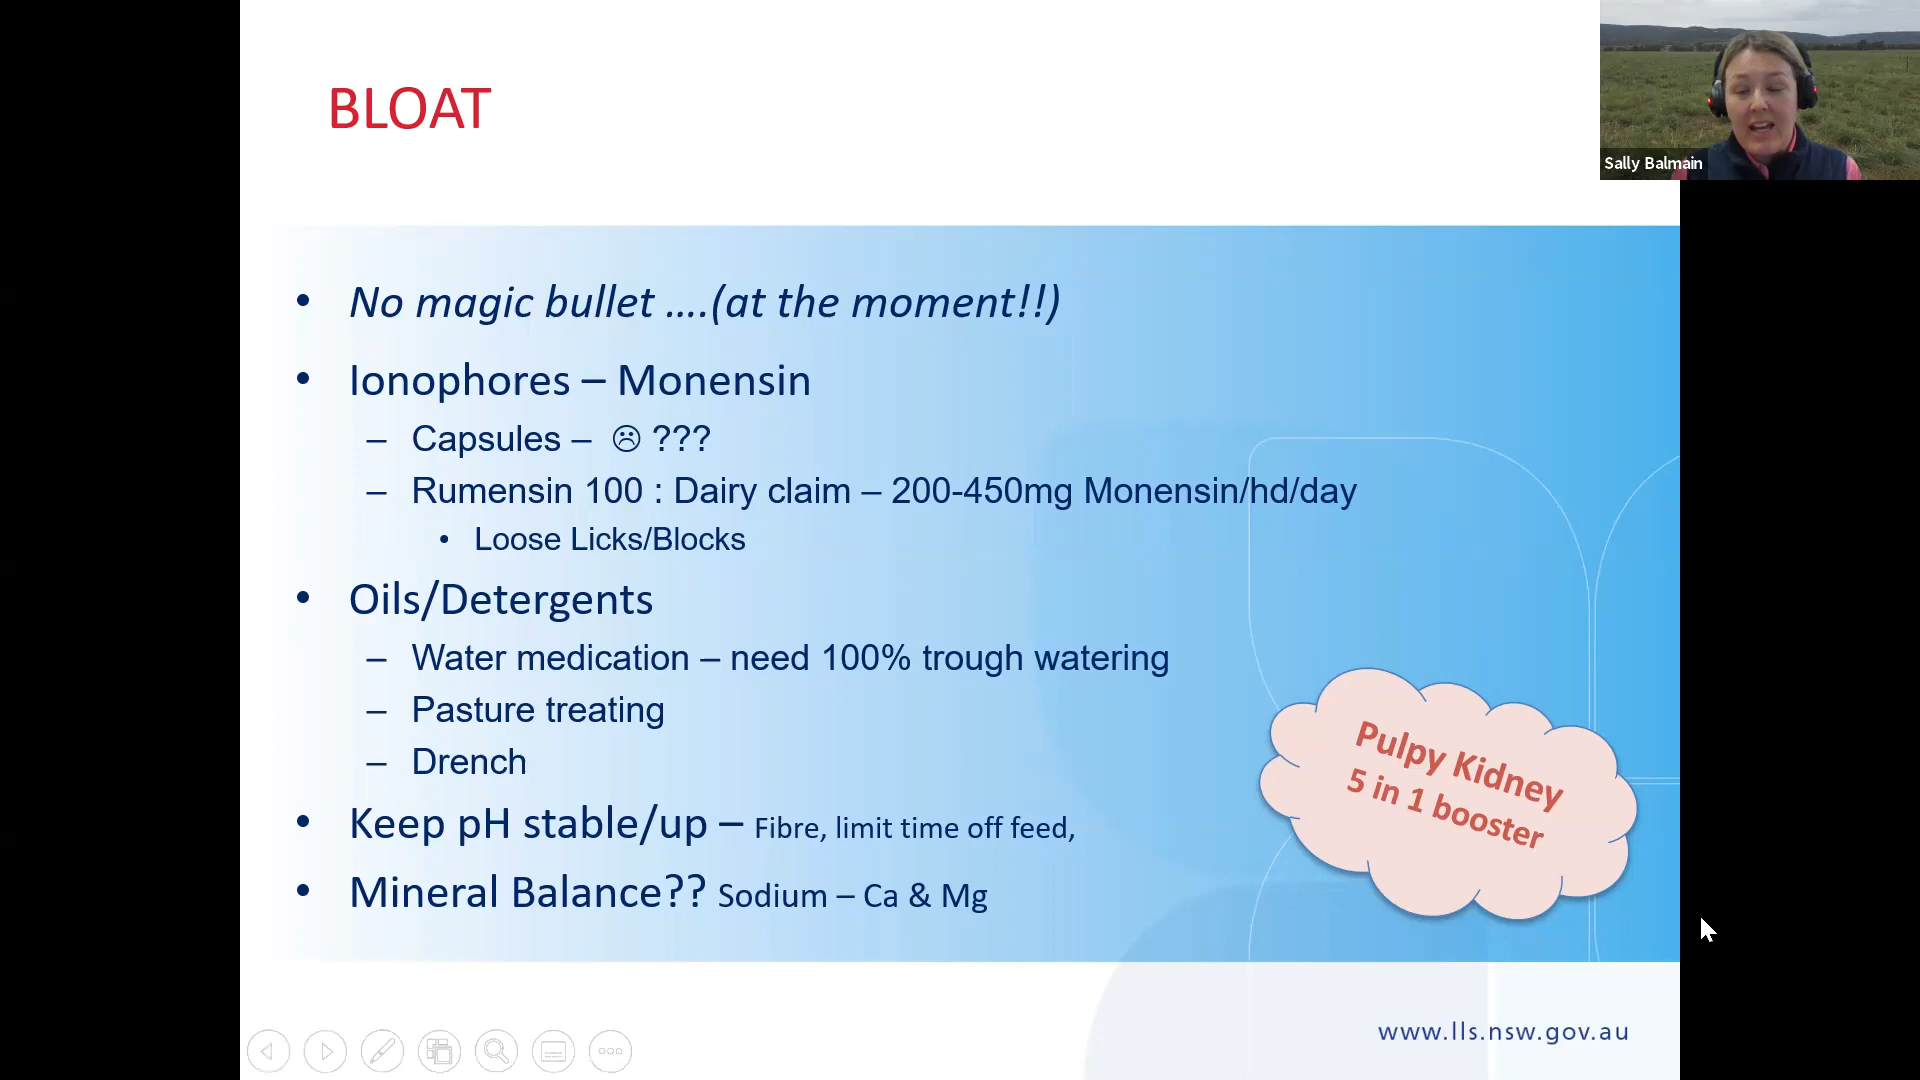 BLOAT
Sally Balmain
• No magic bullet ....(at the moment!!)
• Ionophores – Monensin
– Capsules – ☹ ???
– Rumensin 100 : Dairy claim – 200-450mg Monensin/hd/day
• Loose Licks/Blocks
• Oils/Detergents
– Water medication – need 100% trough watering
– Pasture treating
– Drench
• Keep pH stable/up – Fibre, limit time off feed,
• Mineral Balance?? Sodium – Ca & Mg
Pulpy Kidney
5 in 1 booster
www.lls.nsw.gov.au